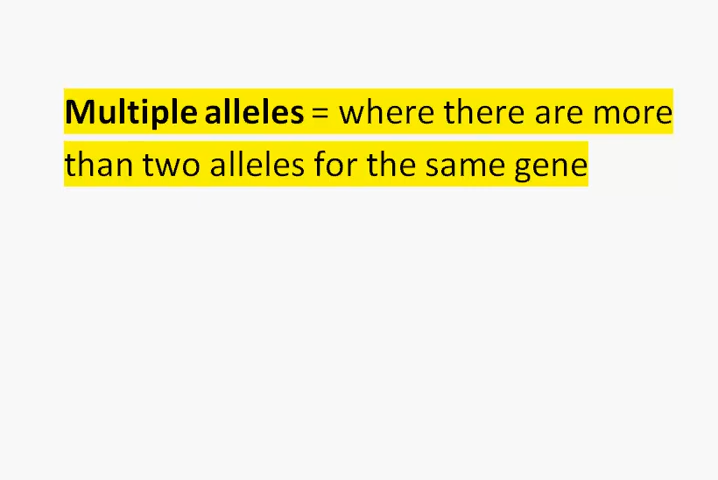 Multiple alleles = where there are more
than two alleles for the same gene